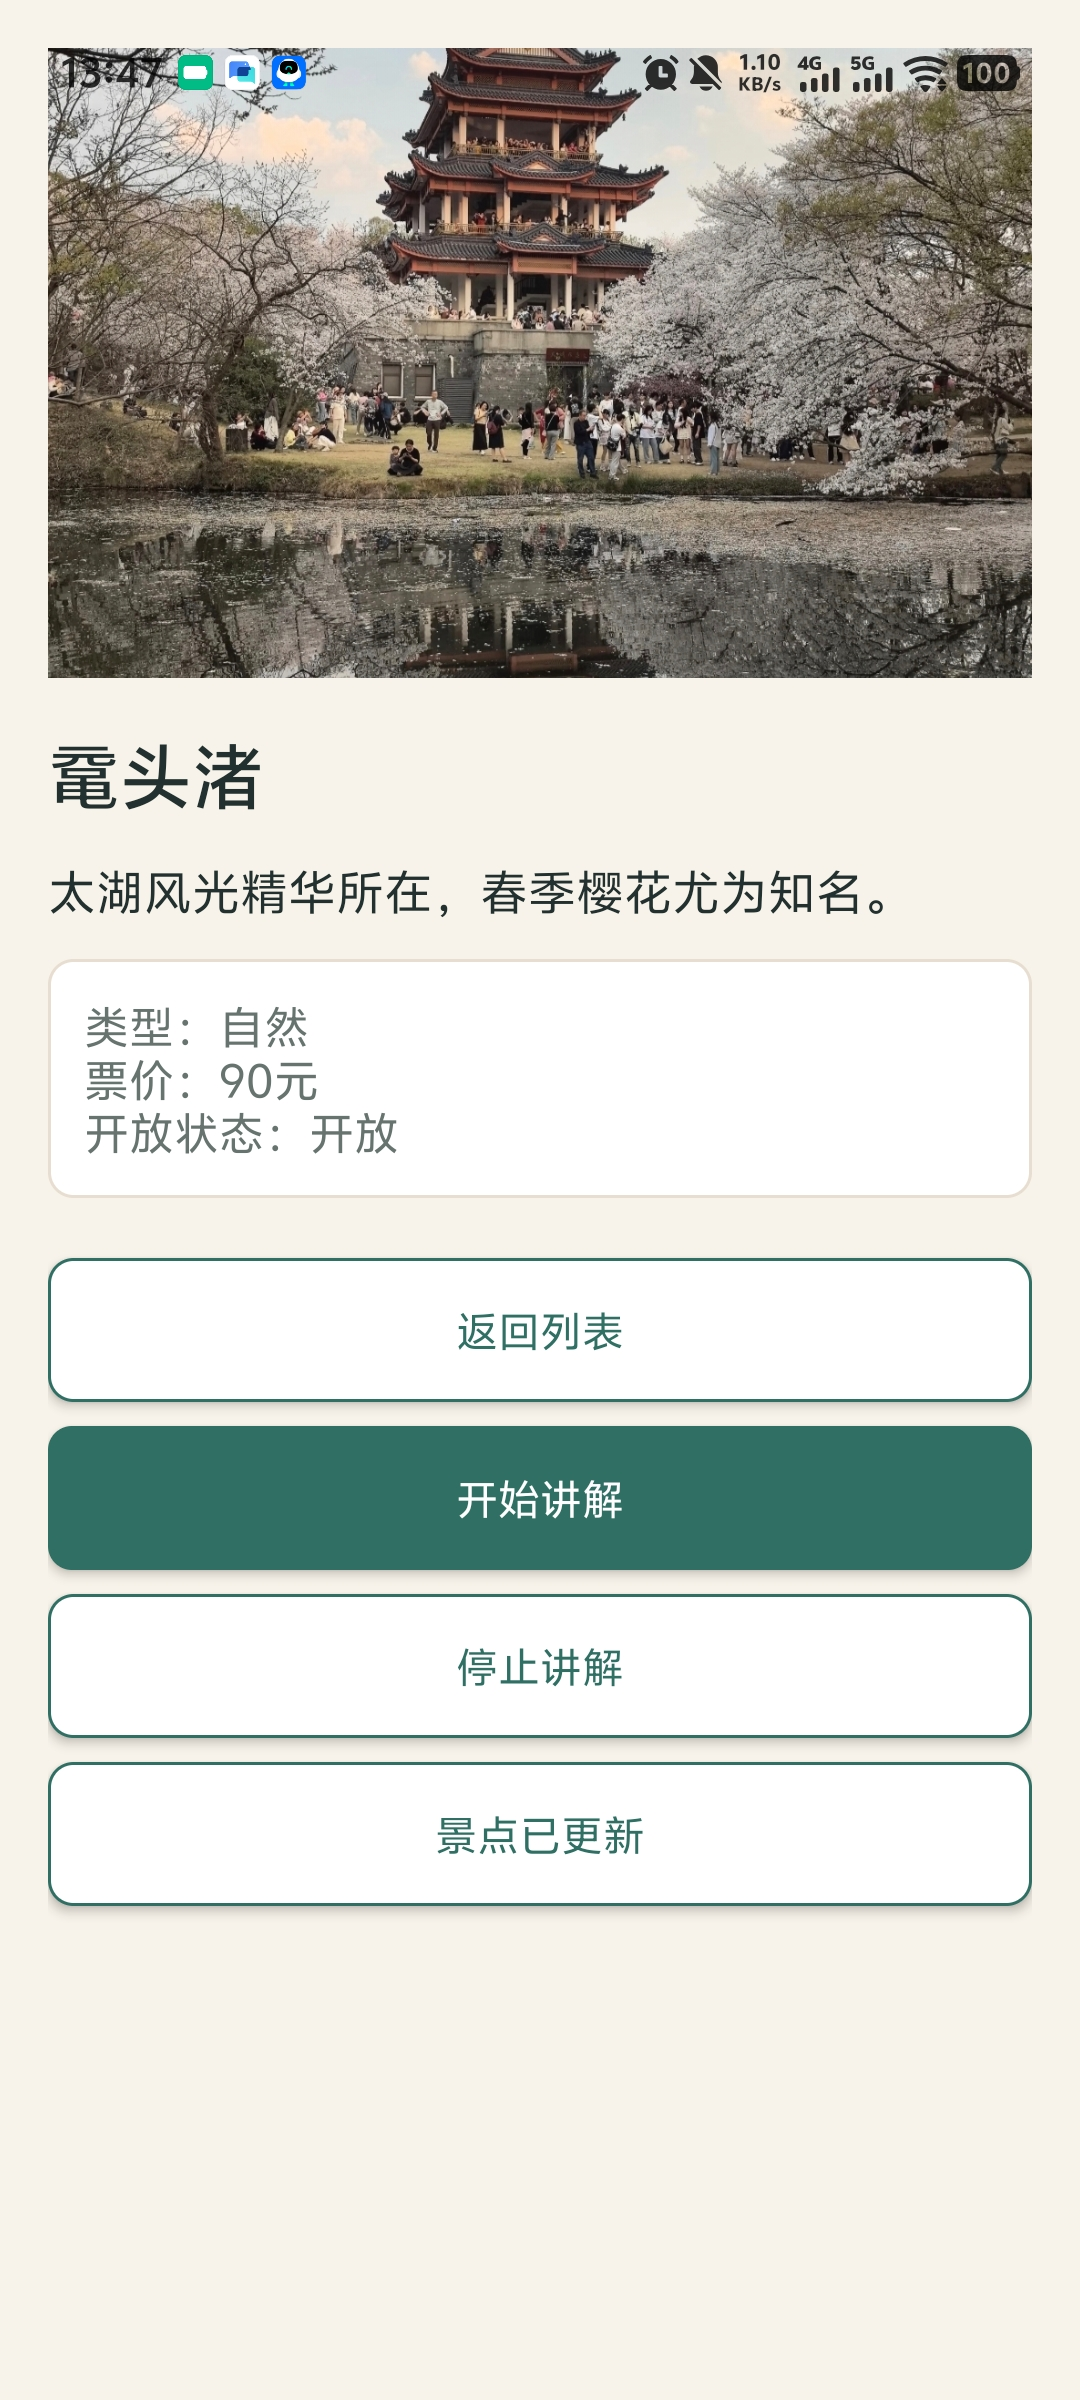 13:47
1.10 KB/s
4G
5G
100
鼋头渚
太湖风光精华所在，春季樱花尤为知名。
类型：自然
票价：90元
开放状态：开放
返回列表
开始讲解
停止讲解
景点已更新